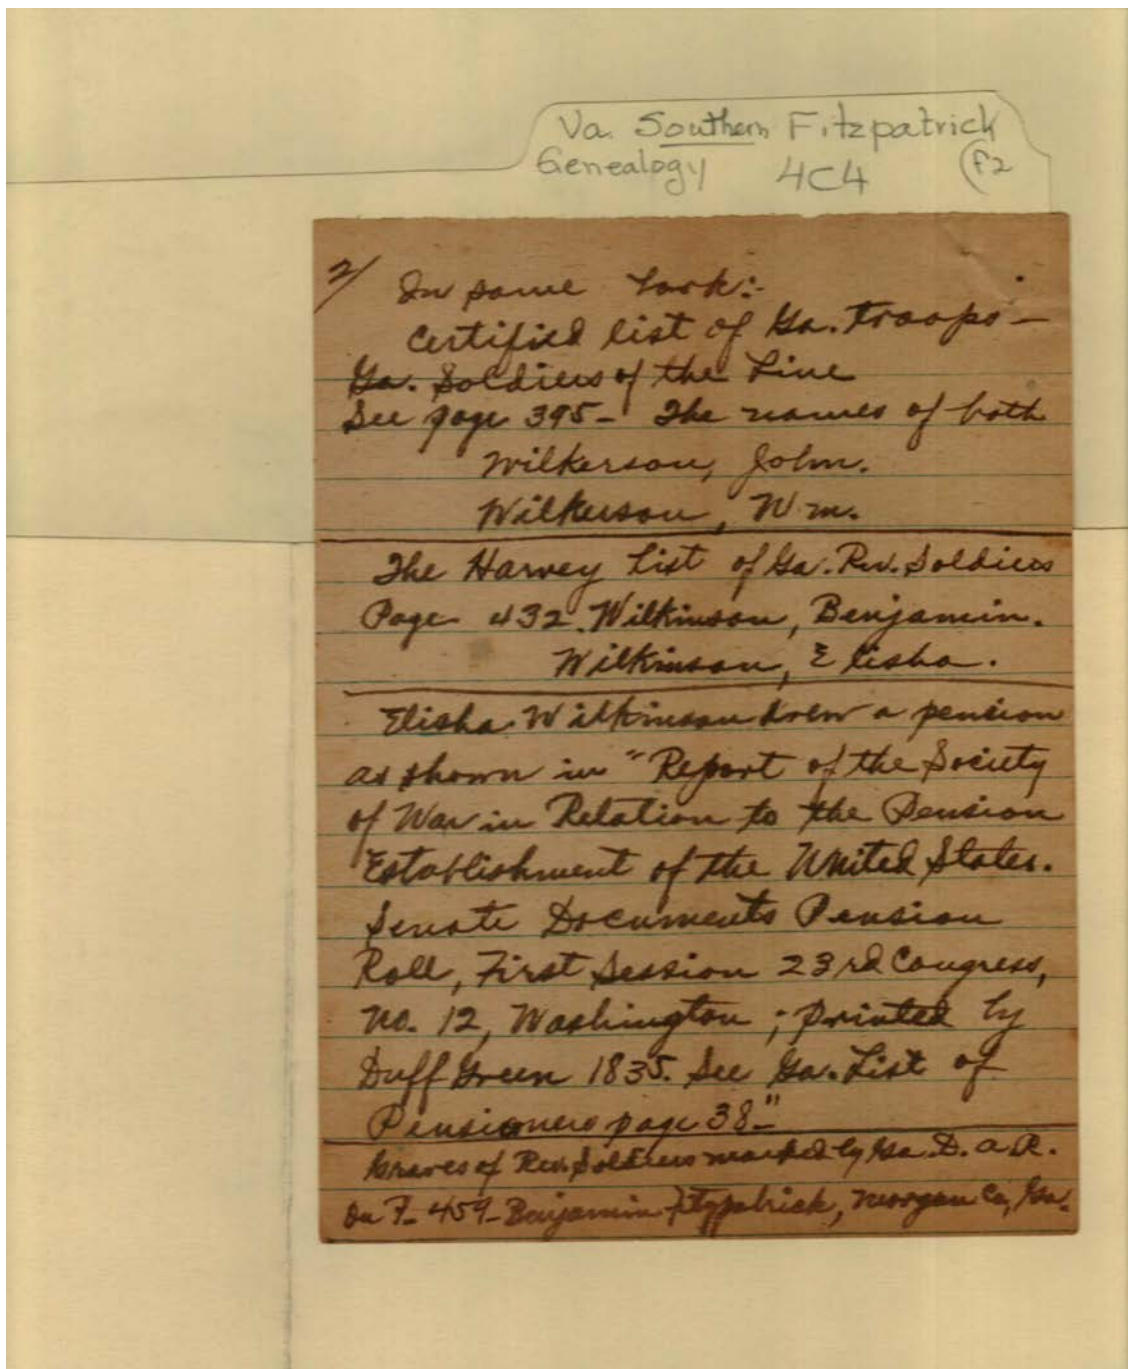 Va. Southern Fitzpatrick
Genealogy 4C4 (F2
2/ In same Work:-
Certified list of Ga. Troops -
Ga. Soldiers of the Line
See page 395 - The names of both
Wilkerson, John.
Wilkerson, Wm.
The Harvey List of Ga. Rev. Soldiers
Page 432. Wilkinson, Benjamin.
Wilkinson, Elisha.
Elisha Wilkinson drew a pension
as shown in "Report of the Society
of War in Relation to the Pension
Establishment of the United States.
Senate Documents Pension
Roll, First Session 23rd Congress,
No. 12, Washington; printed by
Duff Green 1835. See Ga. List of
Pensioners page 38-"
Graves of Rev. Soldiers marked by Ga. D. A. R.
On P- 459- Benjamin Fitzpatrick, Morgan Co, Ga.